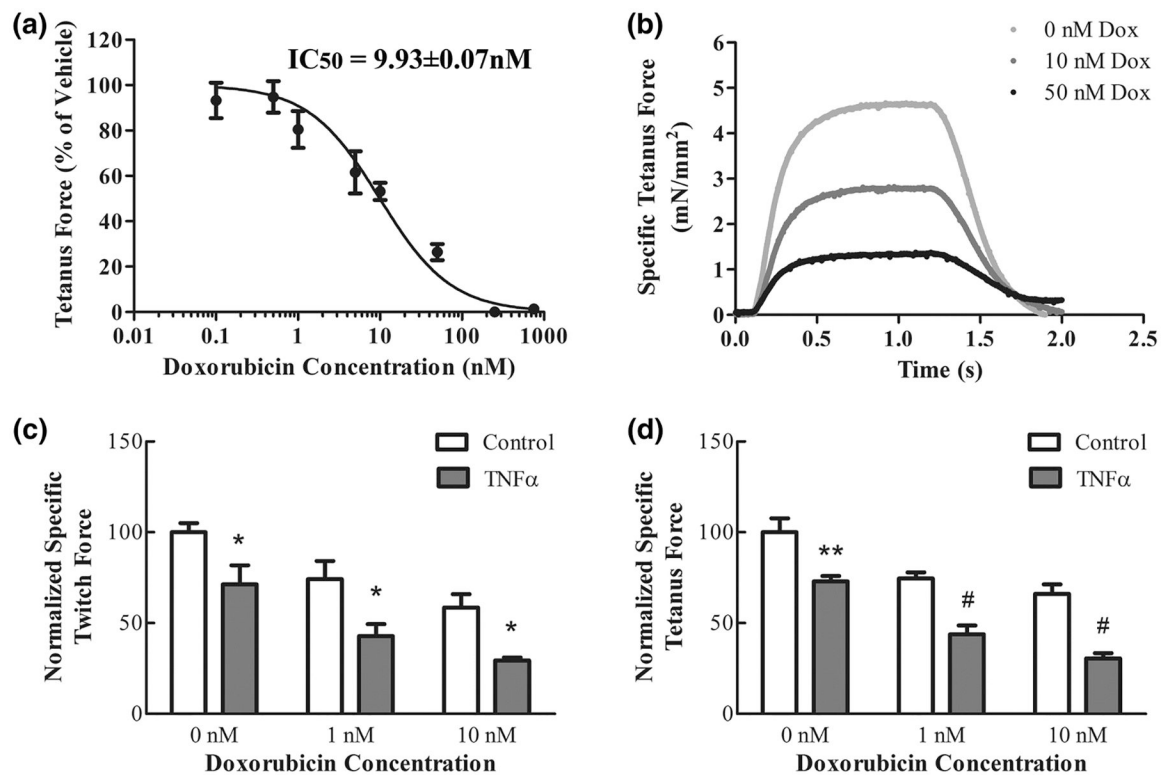 (a)
Tetanus Force (% of Vehicle)
120
100
80
60
40
20
0
IC50 = 9.93±0.07nM
0.01 0.1 1 10 100 1000
Doxorubicin Concentration (nM)
(b)
Specific Tetanus Force
(mN/mm²)
6
5
4
3
2
1
0
0 nM Dox
10 nM Dox
50 nM Dox
0.0 0.5 1.0 1.5 2.0 2.5
Time (s)
(c)
Normalized Specific
Twitch Force
150
100
50
0
Control
TNFα
*
*
*
0 nM 1 nM 10 nM
Doxorubicin Concentration
(d)
Normalized Specific
Tetanus Force
150
100
50
0
Control
TNFα
**
#
#
0 nM 1 nM 10 nM
Doxorubicin Concentration